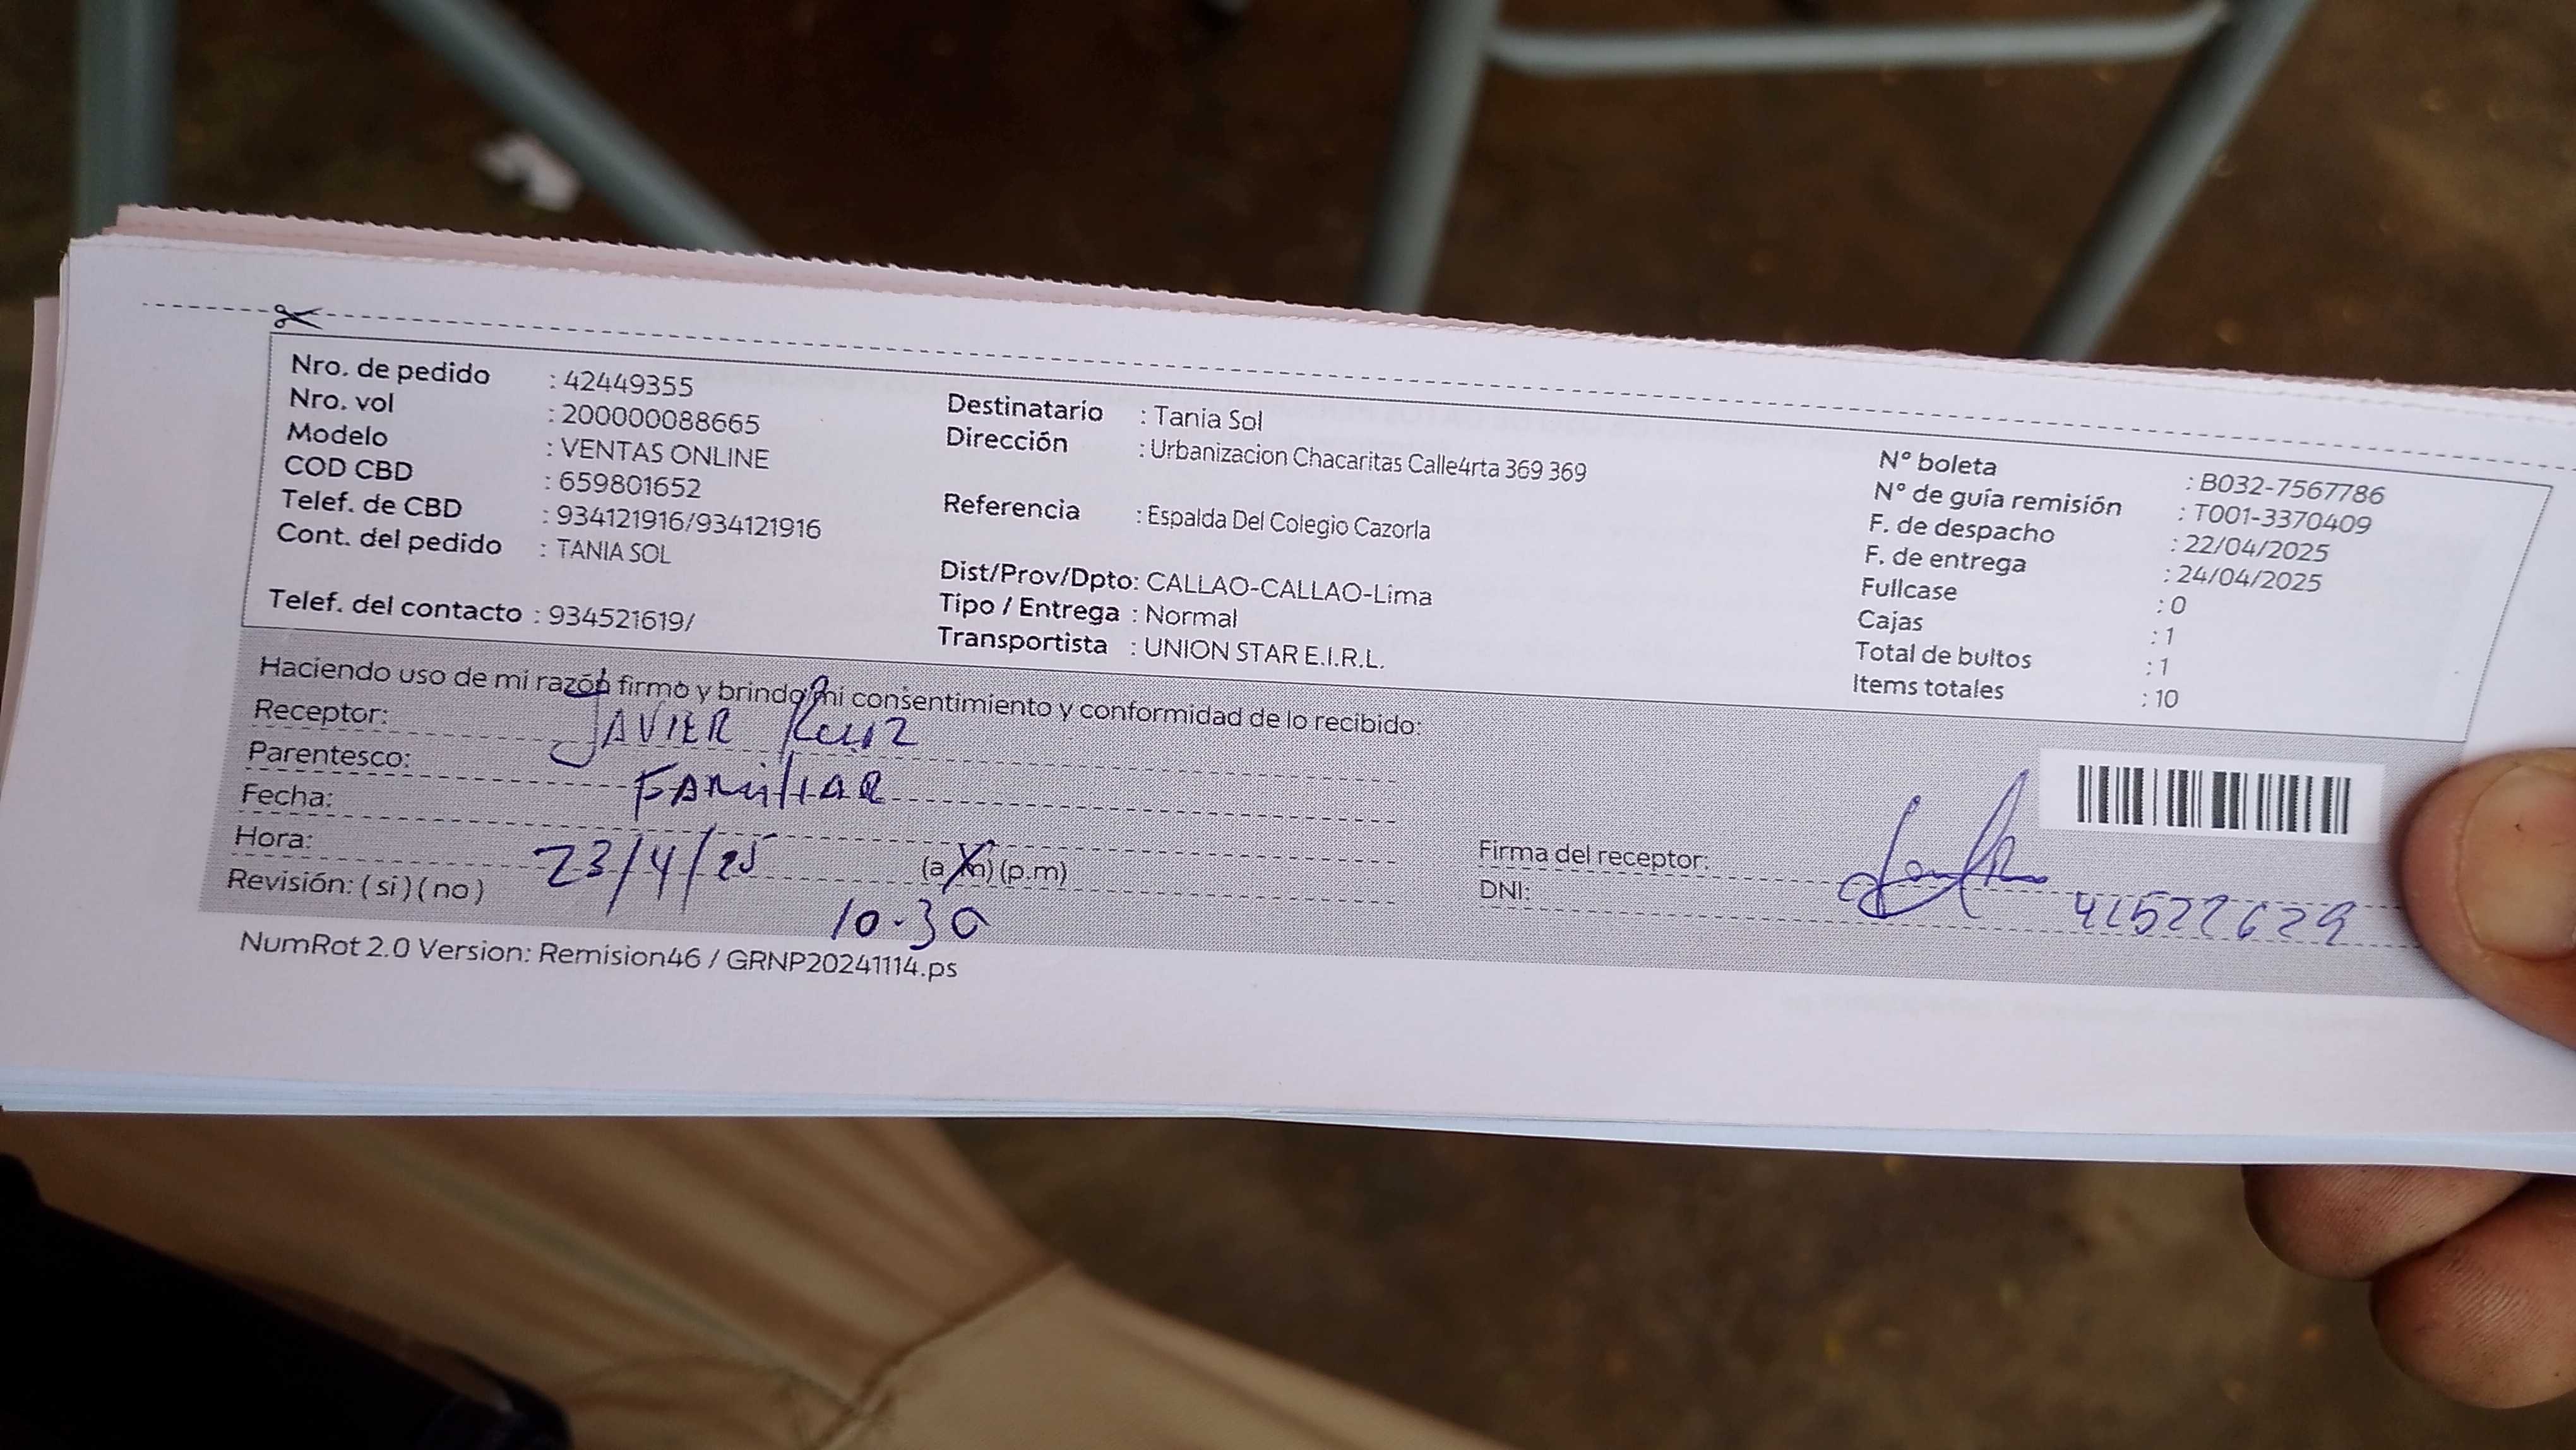 Nro. de pedido : 42449355
Nro. vol : 200000088665
Modelo : VENTAS ONLINE
COD CBD : 659801652
Telef. de CBD : 934121916/934121916
Cont. del pedido : TANIA SOL
Telef. del contacto : 934521619/
Destinatario : Tania Sol
Dirección : Urbanizacion Chacaritas Calle4rta 369 369
Referencia : Espalda Del Colegio Cazorla
Dist/Prov/Dpto: CALLAO-CALLAO-Lima
Tipo / Entrega : Normal
Transportista : UNION STAR E.I.R.L.
N° boleta : B032-7567786
N° de guía remisión : T001-3370409
F. de despacho : 22/04/2025
F. de entrega : 24/04/2025
Fullcase : 0
Cajas : 1
Total de bultos : 1
Items totales : 10
Haciendo uso de mi razón firmo y brindo mi consentimiento y conformidad de lo recibido:
Receptor: JAVIER Ruiz
Parentesco: FAMiliAR
Fecha: 23/4/25
Hora: 10.30 (a.m) (p.m)
Revisión: (si) (no)
Firma del receptor:
DNI:
NumRot 2.0 Version: Remision46 / GRNP20241114.ps